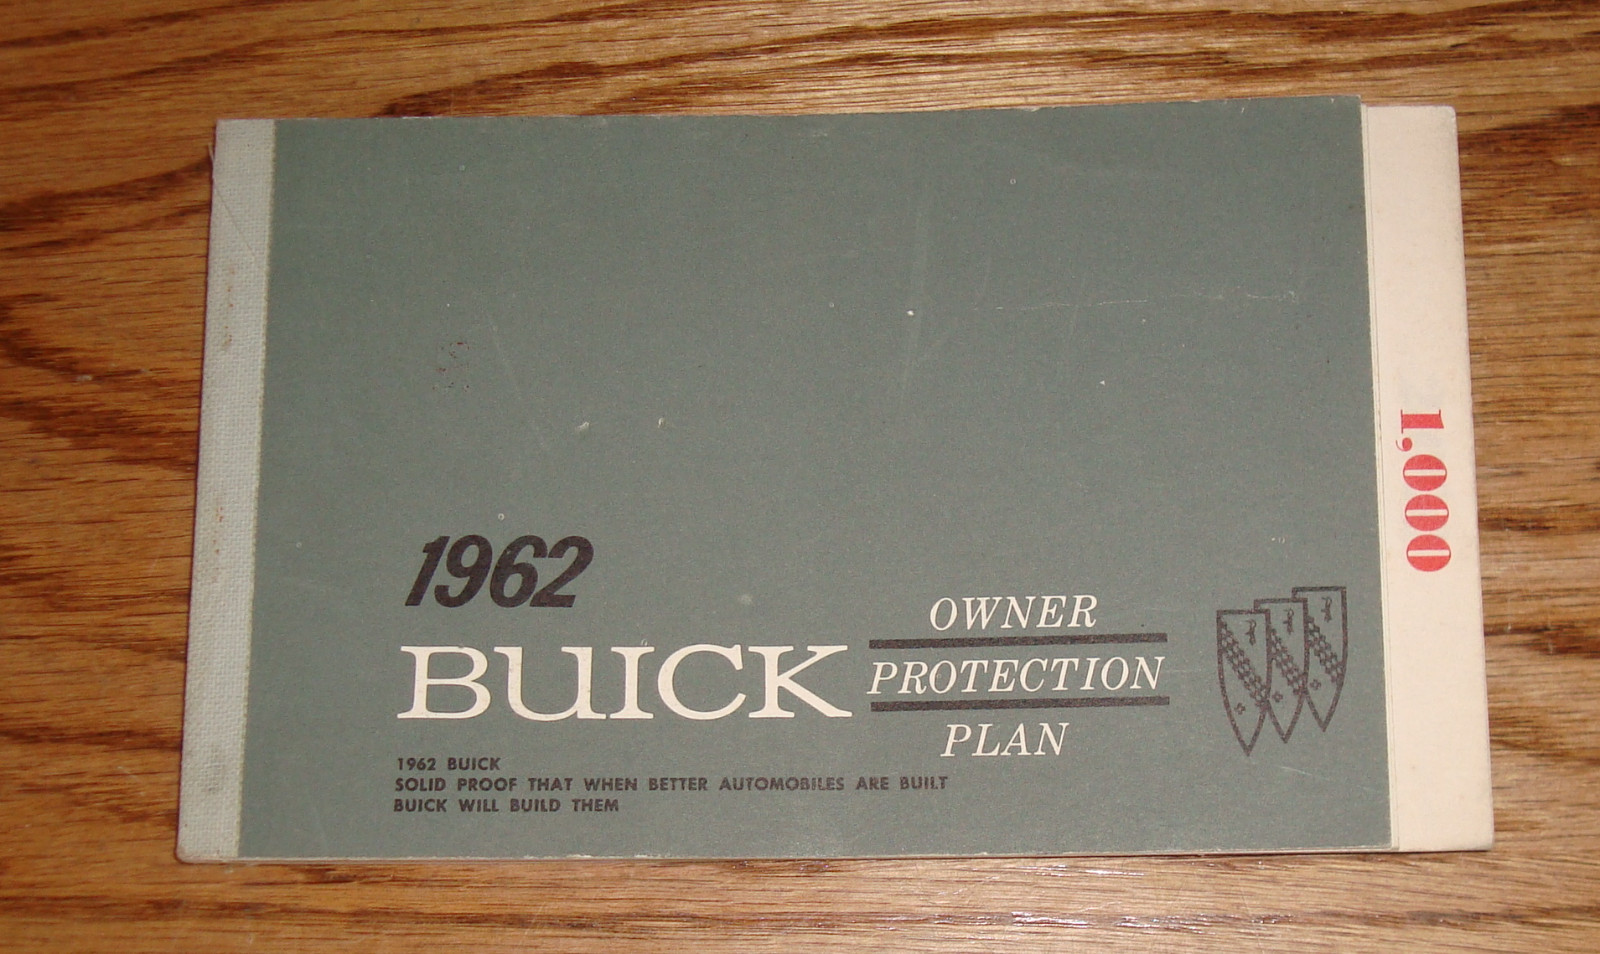 1962
BUICK
OWNER
PROTECTION
PLAN
1962 BUICK
SOLID PROOF THAT WHEN BETTER AUTOMOBILES ARE BUILT
BUICK WILL BUILD THEM
1,000